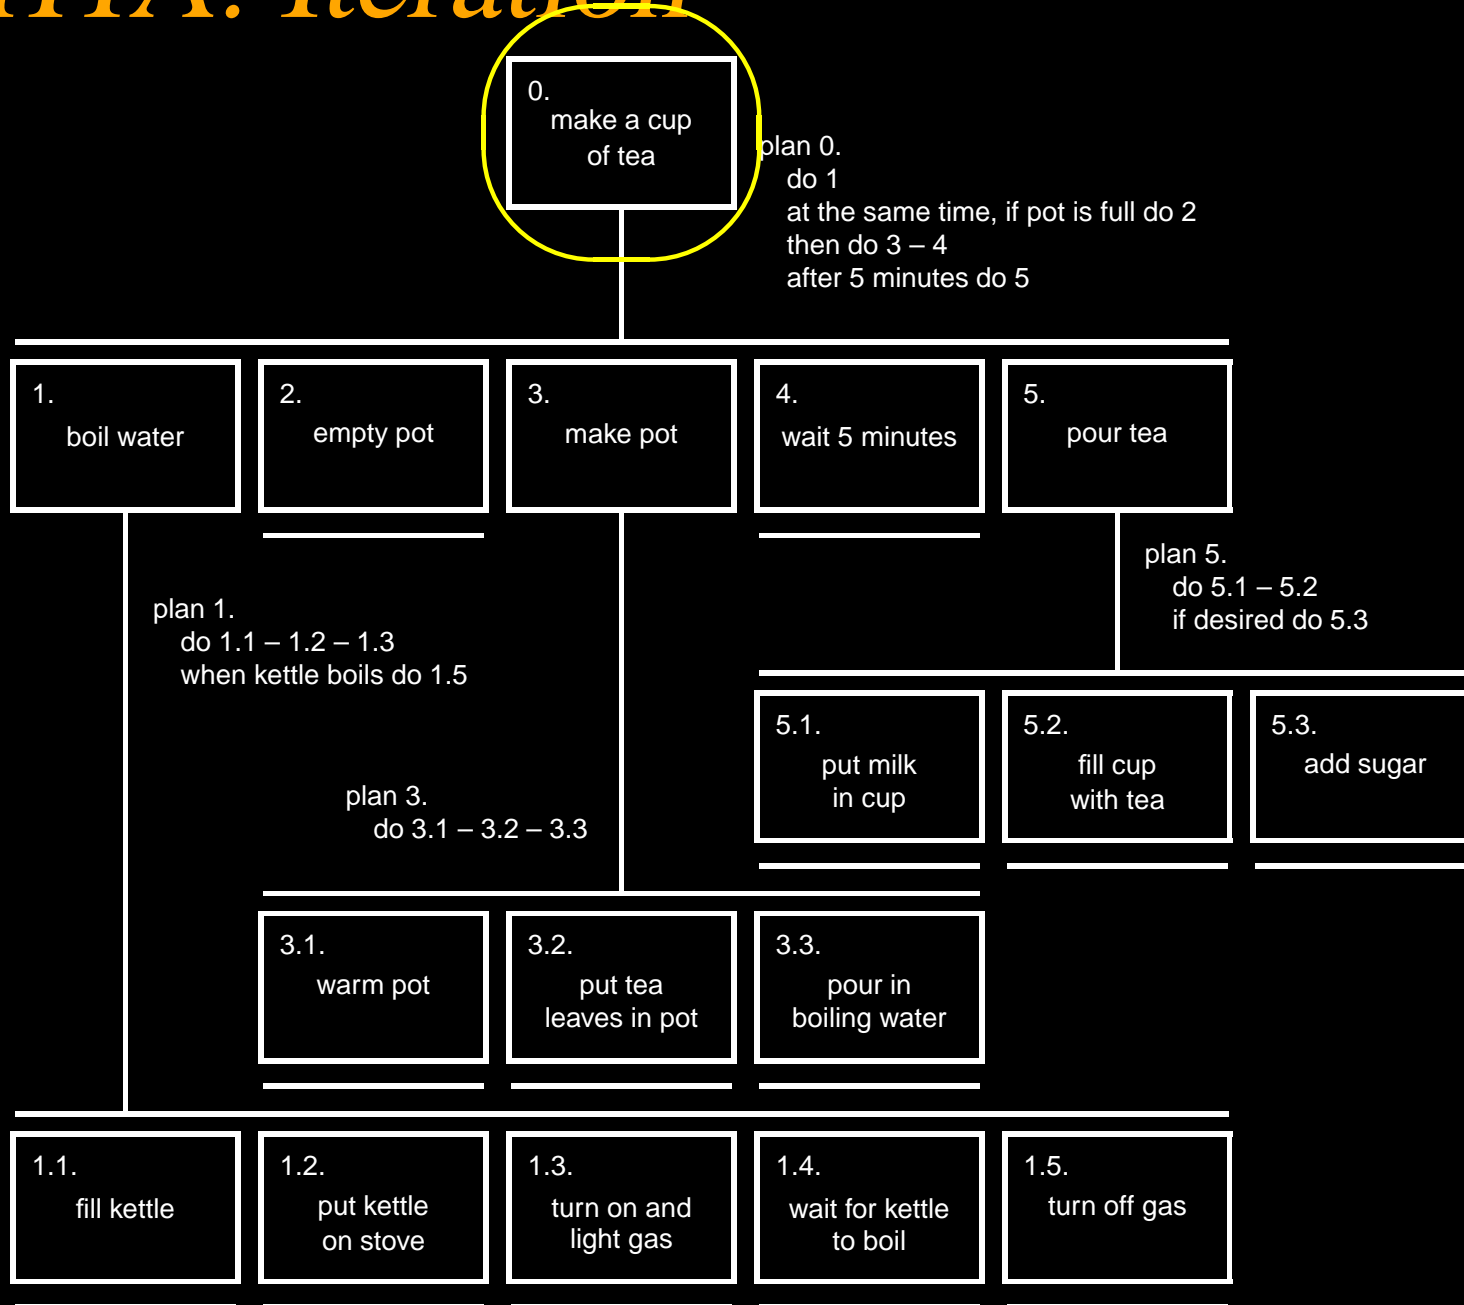 HTA: Iteration
0.
make a cup
of tea
plan 0.
do 1
at the same time, if pot is full do 2
then do 3 – 4
after 5 minutes do 5
1.
boil water
2.
empty pot
3.
make pot
4.
wait 5 minutes
5.
pour tea
plan 1.
do 1.1 – 1.2 – 1.3
when kettle boils do 1.5
plan 5.
do 5.1 – 5.2
if desired do 5.3
plan 3.
do 3.1 – 3.2 – 3.3
5.1.
put milk
in cup
5.2.
fill cup
with tea
5.3.
add sugar
3.1.
warm pot
3.2.
put tea
leaves in pot
3.3.
pour in
boiling water
1.1.
fill kettle
1.2.
put kettle
on stove
1.3.
turn on and
light gas
1.4.
wait for kettle
to boil
1.5.
turn off gas